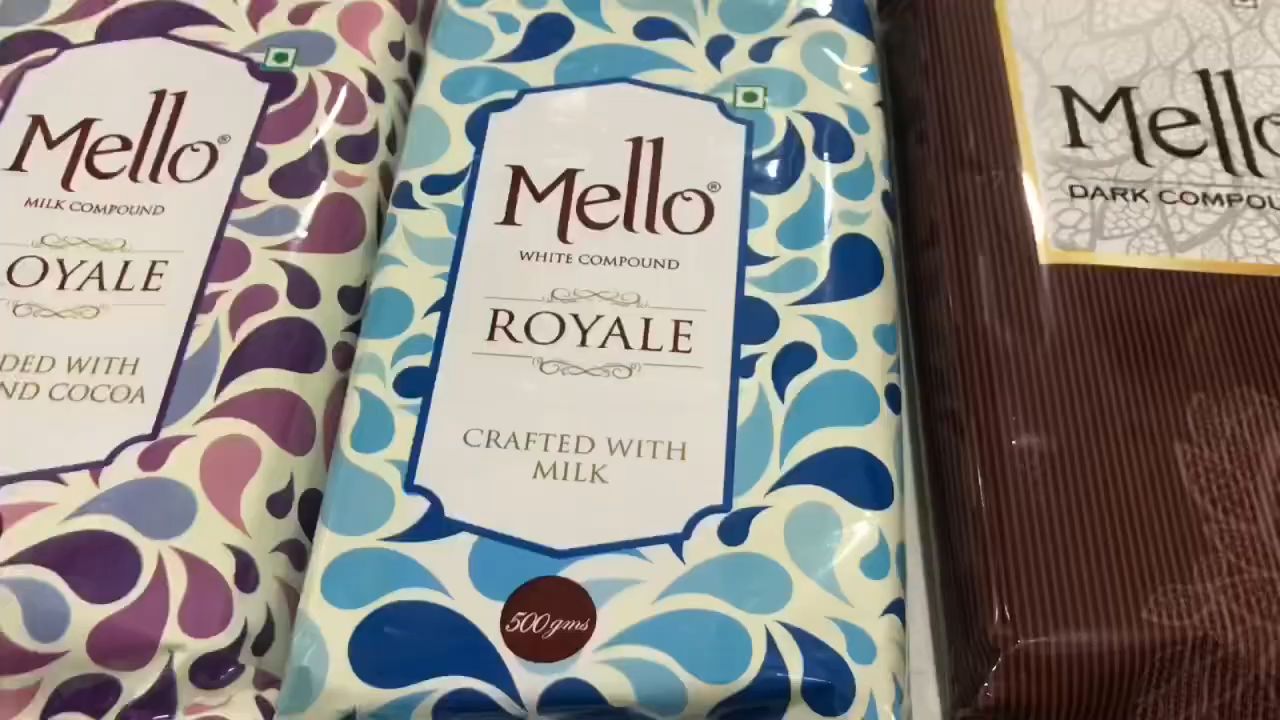 Mello®
MILK COMPOUND
OYALE
DED WITH
ND COCOA
Mello®
WHITE COMPOUND
ROYALE
CRAFTED WITH
MILK
500gms
Mello
DARK COMPOU